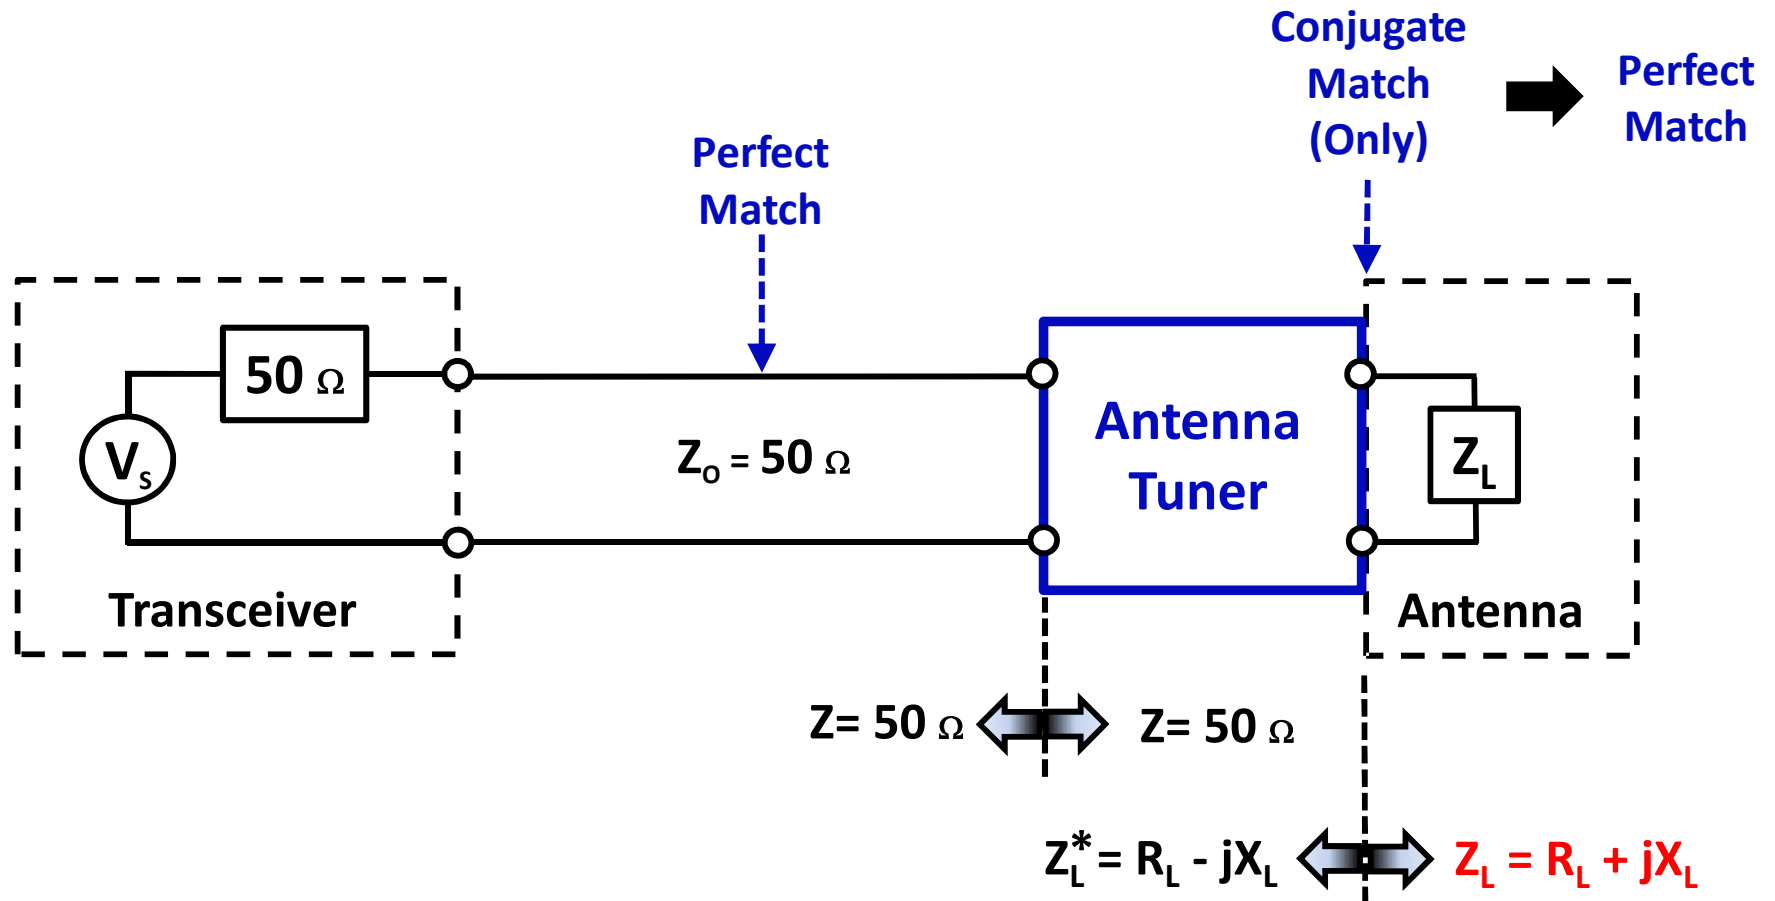 Conjugate
Match
(Only)
Perfect
Match
Perfect
Match
50 Ω
Vs
Transceiver
Zo = 50 Ω
Antenna
Tuner
ZL
Antenna
Z= 50 Ω
Z= 50 Ω
ZL* = RL - jXL
ZL = RL + jXL